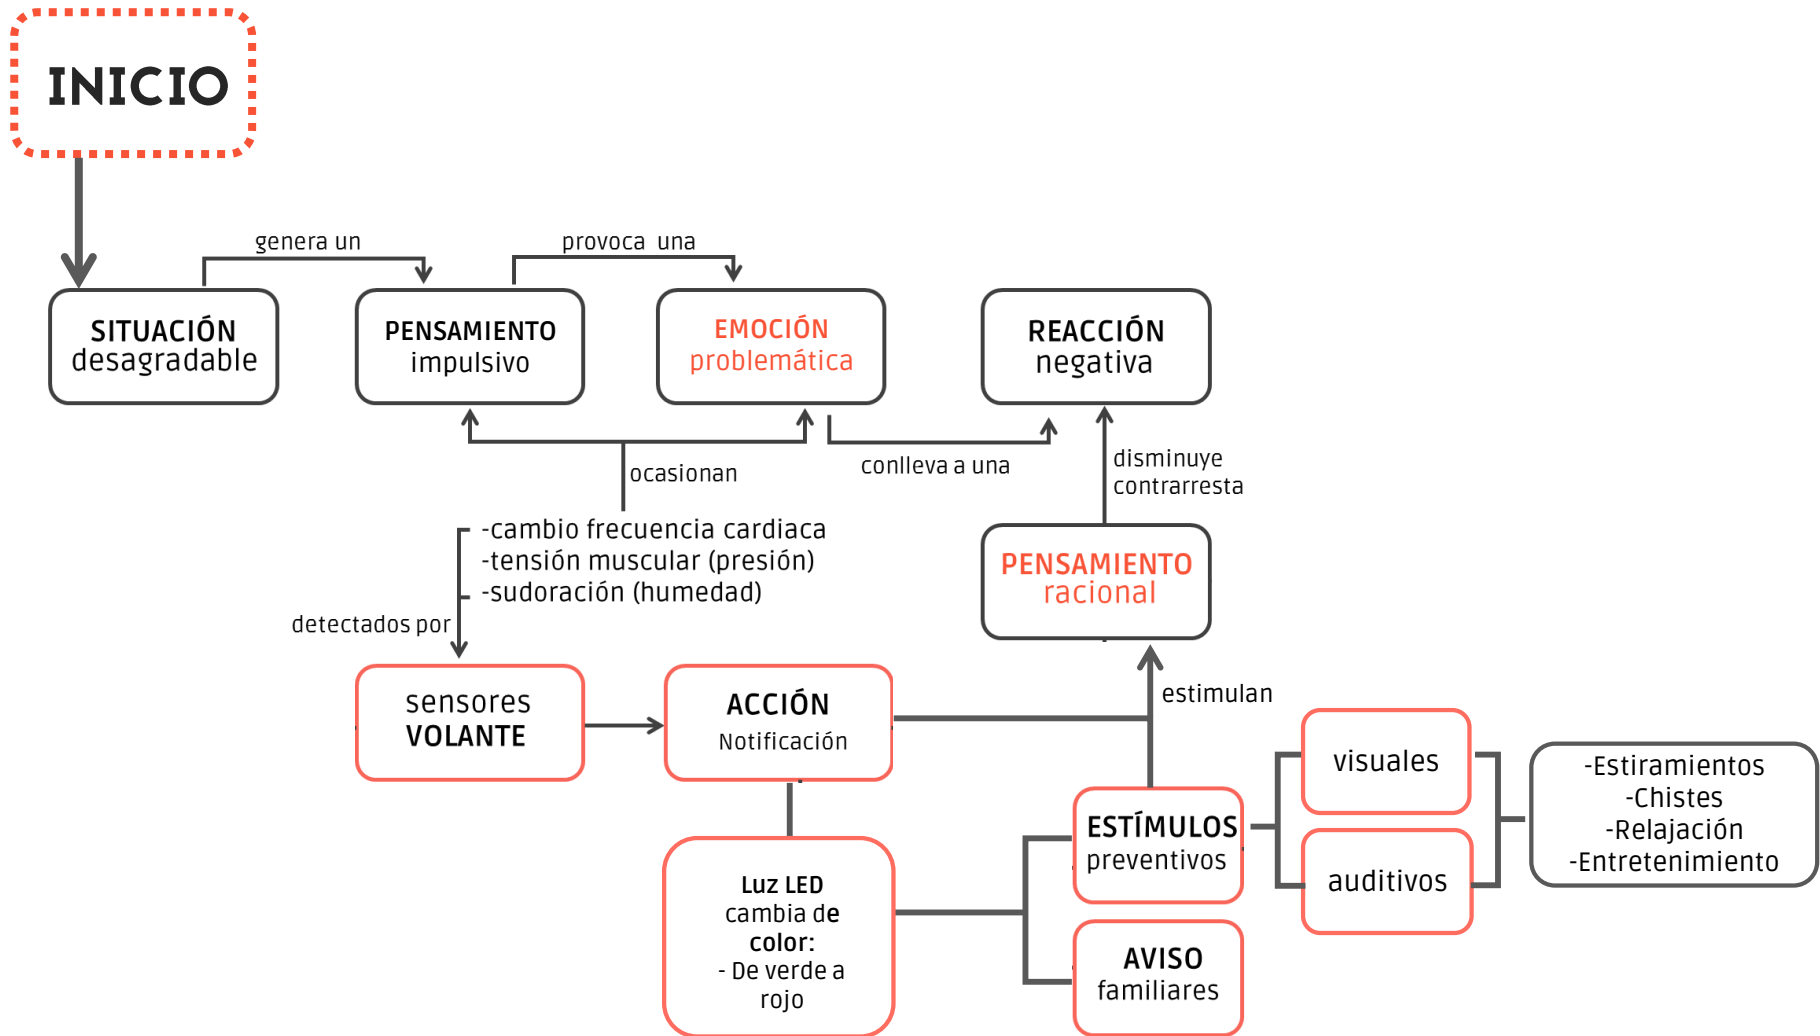 INICIO
genera un
provoca una
SITUACIÓN
desagradable
PENSAMIENTO
impulsivo
EMOCIÓN
problemática
REACCIÓN
negativa
ocasionan
conlleva a una
disminuye
contrarresta
-cambio frecuencia cardiaca
-tensión muscular (presión)
-sudoración (humedad)
detectados por
PENSAMIENTO
racional
sensores
VOLANTE
ACCIÓN
Notificación
estimulan
visuales
auditivos
-Estiramientos
-Chistes
-Relajación
-Entretenimiento
ESTÍMULOS
preventivos
Luz LED
cambia de
color:
- De verde a
rojo
AVISO
familiares